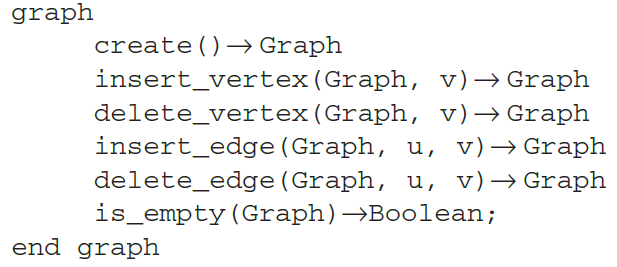 graph
create()→Graph
insert_vertex(Graph, v)→Graph
delete_vertex(Graph, v)→Graph
insert_edge(Graph, u, v)→Graph
delete_edge(Graph, u, v)→Graph
is_empty(Graph)→Boolean;
end graph